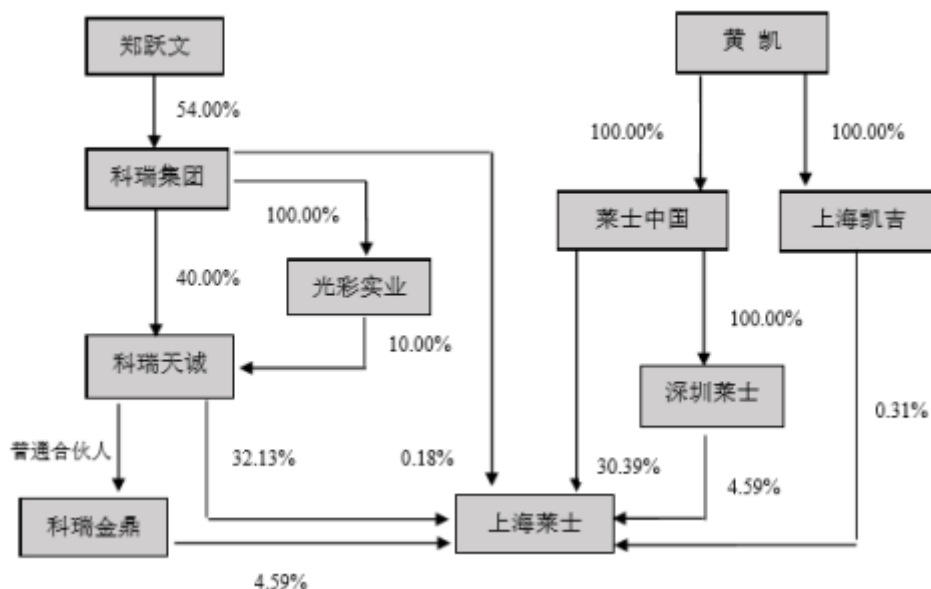 郑跃文
黄 凯
54.00%
100.00%
100.00%
科瑞集团
莱士中国
上海凯吉
100.00%
40.00%
光彩实业
100.00%
10.00%
科瑞天诚
深圳莱士
普通合伙人
32.13%
0.18%
30.39%
4.59%
0.31%
科瑞金鼎
上海莱士
4.59%